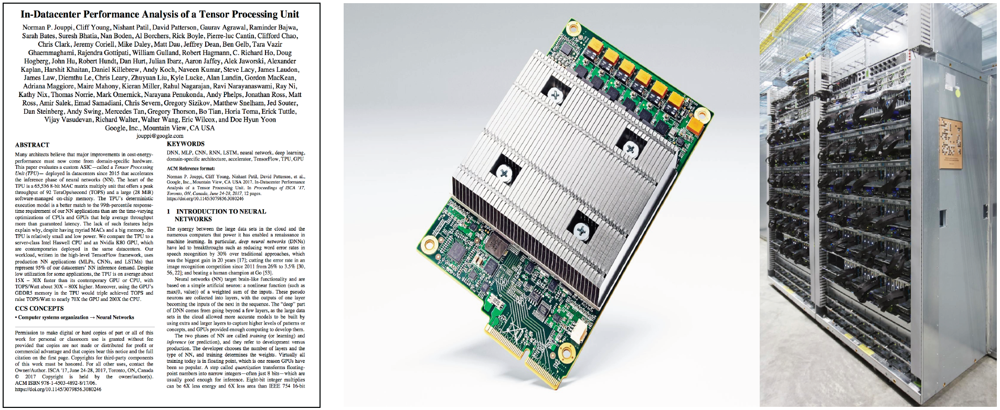 In-Datacenter Performance Analysis of a Tensor Processing Unit
Norman P. Jouppi, Cliff Young, Nishant Patil, David Patterson, Gaurav Agrawal, Raminder Bajwa,
Sarah Bates, Suresh Bhatia, Nan Boden, Al Borchers, Rick Boyle, Pierre-luc Cantin, Clifford Chao,
Chris Clark, Jeremy Coriell, Mike Daley, Matt Dau, Jeffrey Dean, Ben Gelb, Tara Vazir
Ghaemmaghami, Rajendra Gottipati, William Gulland, Robert Hagmann, C. Richard Ho, Doug
Hogberg, John Hu, Robert Hundt, Dan Hurt, Julian Ibarz, Aaron Jaffey, Alek Jaworski, Alexander
Kaplan, Harshit Khaitan, Daniel Killebrew, Andy Koch, Naveen Kumar, Steve Lacy, James Laudon,
James Law, Diemthu Le, Chris Leary, Zhuyuan Liu, Kyle Lucke, Alan Lundin, Gordon MacKean,
Adriana Maggiore, Maire Mahony, Kieran Miller, Rahul Nagarajan, Ravi Narayanaswami, Ray Ni,
Kathy Nix, Thomas Norrie, Mark Omernick, Narayana Penukonda, Andy Phelps, Jonathan Ross, Matt
Ross, Amir Salek, Emad Samadiani, Chris Severn, Gregory Sizikov, Matthew Snelham, Jed Souter,
Dan Steinberg, Andy Swing, Mercedes Tan, Gregory Thorson, Bo Tian, Horia Toma, Erick Tuttle,
Vijay Vasudevan, Richard Walter, Walter Wang, Eric Wilcox, and Doe Hyun Yoon
Google, Inc., Mountain View, CA USA
jouppi@google.com
ABSTRACT
Many architects believe that major improvements in cost-energy-
performance must now come from domain-specific hardware.
This paper evaluates a custom ASIC—called a Tensor Processing
Unit (TPU)— deployed in datacenters since 2015 that accelerates
the inference phase of neural networks (NN). The heart of the
TPU is a 65,536 8-bit MAC matrix multiply unit that offers a peak
throughput of 92 TeraOps/second (TOPS) and a large (28 MiB)
software-managed on-chip memory. The TPU's deterministic
execution model is a better match to the 99th-percentile response-
time requirement of our NN applications than are the time-varying
optimizations of CPUs and GPUs that help average throughput
more than guaranteed latency. The lack of such features helps
explain why, despite having myriad MACs and a big memory, the
TPU is relatively small and low power. We compare the TPU to a
server-class Intel Haswell CPU and an Nvidia K80 GPU, which
are contemporaries deployed in the same datacenters. Our
workload, written in the high-level TensorFlow framework, uses
production NN applications (MLPs, CNNs, and LSTMs) that
represent 95% of our datacenters' NN inference demand. Despite
low utilization for some applications, the TPU is on average about
15X – 30X faster than its contemporary GPU or CPU, with
TOPS/Watt about 30X – 80X higher. Moreover, using the GPU's
GDDR5 memory in the TPU would triple achieved TOPS and
raise TOPS/Watt to nearly 70X the GPU and 200X the CPU.
CCS CONCEPTS
• Computer systems organization → Neural Networks
Permission to make digital or hard copies of part or all of this
work for personal or classroom use is granted without fee
provided that copies are not made or distributed for profit or
commercial advantage and that copies bear this notice and the full
citation on the first page. Copyrights for third-party components
of this work must be honored. For all other uses, contact the
Owner/Author. ISCA '17, June 24-28, 2017, Toronto, ON, Canada
© 2017 Copyright is held by the owner/author(s).
ACM ISBN 978-1-4503-4892-8/17/06.
https://doi.org/10.1145/3079856.3080246
KEYWORDS
DNN, MLP, CNN, RNN, LSTM, neural network, deep learning,
domain-specific architecture, accelerator, TensorFlow, TPU, GPU
ACM Reference format:
Norman P. Jouppi, Cliff Young, Nishant Patil, David Patterson, et al.,
Google, Inc., Mountain View, CA USA 2017. In-Datacenter Performance
Analysis of a Tensor Processing Unit. In Proceedings of ISCA '17,
Toronto, ON, Canada, June 24-28, 2017, 12 pages.
https://doi.org/10.1145/3079856.3080246
1 INTRODUCTION TO NEURAL
NETWORKS
The synergy between the large data sets in the cloud and the
numerous computers that power it has enabled a renaissance in
machine learning. In particular, deep neural networks (DNNs)
have led to breakthroughs such as reducing word error rates in
speech recognition by 30% over traditional approaches, which
was the biggest gain in 20 years [17]; cutting the error rate in an
image recognition competition since 2011 from 26% to 3.5% [30,
56, 22]; and beating a human champion at Go [53].
Neural networks (NN) target brain-like functionality and are
based on a simple artificial neuron: a nonlinear function (such as
max(0, value)) of a weighted sum of the inputs. These pseudo
neurons are collected into layers, with the outputs of one layer
becoming the inputs of the next in the sequence. The “deep” part
of DNN comes from going beyond a few layers, as the large data
sets in the cloud allowed more accurate models to be built by
using extra and larger layers to capture higher levels of patterns or
concepts, and GPUs provided enough computing to develop them.
The two phases of NN are called training (or learning) and
inference (or prediction), and they refer to development versus
production. The developer chooses the number of layers and the
type of NN, and training determines the weights. Virtually all
training today is in floating point, which is one reason GPUs have
been so popular. A step called quantization transforms floating-
point numbers into narrow integers—often just 8 bits—which are
usually good enough for inference. Eight-bit integer multiplies
can be 6X less energy and 6X less area than IEEE 754 16-bit